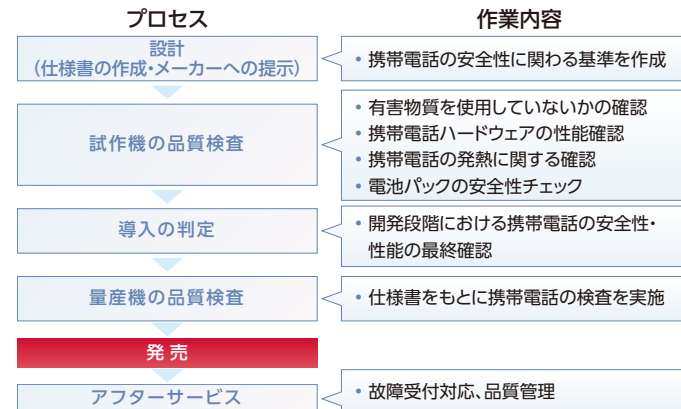 プロセス
作業内容
設計
（仕様書の作成・メーカーへの提示）
• 携帯電話の安全性に関わる基準を作成
試作機の品質検査
• 有害物質を使用していないかの確認
• 携帯電話ハードウェアの性能確認
• 携帯電話の発熱に関する確認
• 電池パックの安全性チェック
導入の判定
• 開発段階における携帯電話の安全性・
性能の最終確認
量産機の品質検査
• 仕様書をもとに携帯電話の検査を実施
発売
アフターサービス
• 故障受付対応、品質管理